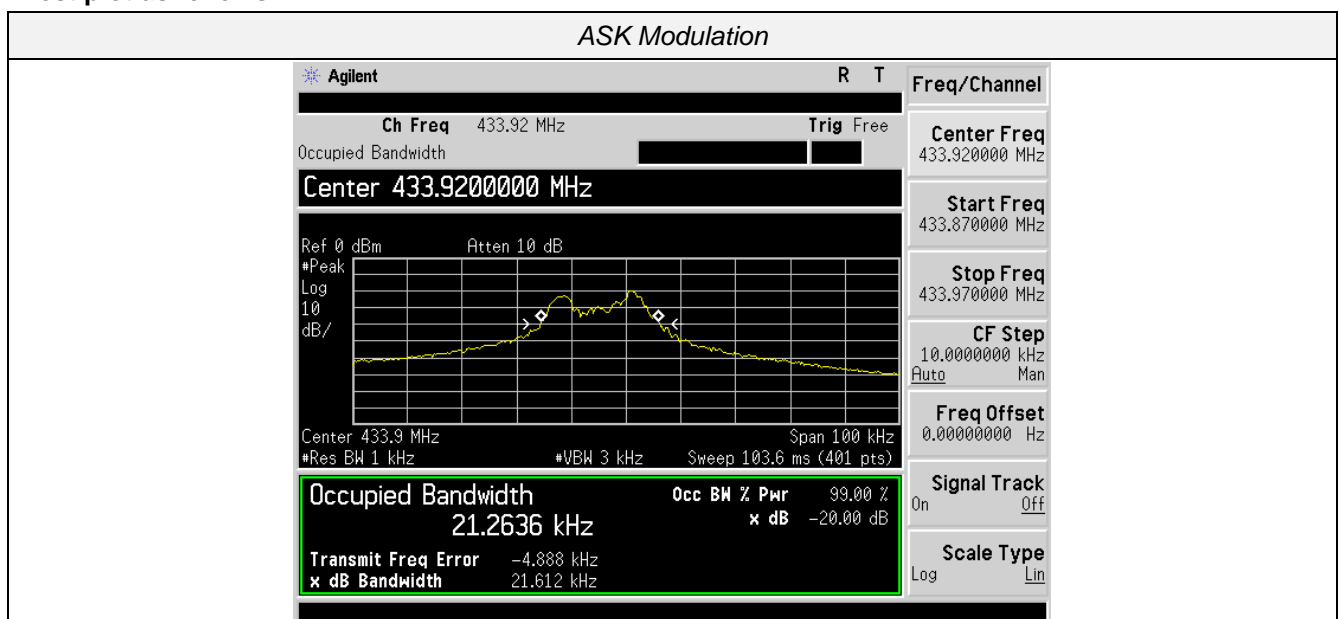 ASK Modulation
Agilent R T
Ch Freq 433.92 MHz Trig Free
Occupied Bandwidth
Center 433.9200000 MHz
Ref 0 dBm Atten 10 dB
#Peak
Log
10
dB/
Center 433.9 MHz Span 100 kHz
#Res BW 1 kHz #VBW 3 kHz Sweep 103.6 ms (401 pts)
Occupied Bandwidth Occ BW % Pwr 99.00 %
21.2636 kHz x dB -20.00 dB
Transmit Freq Error -4.888 kHz
x dB Bandwidth 21.612 kHz
Freq/Channel
Center Freq
433.920000 MHz
Start Freq
433.870000 MHz
Stop Freq
433.970000 MHz
CF Step
10.0000000 kHz
Auto Man
Freq Offset
0.00000000 Hz
Signal Track
On Off
Scale Type
Log Lin